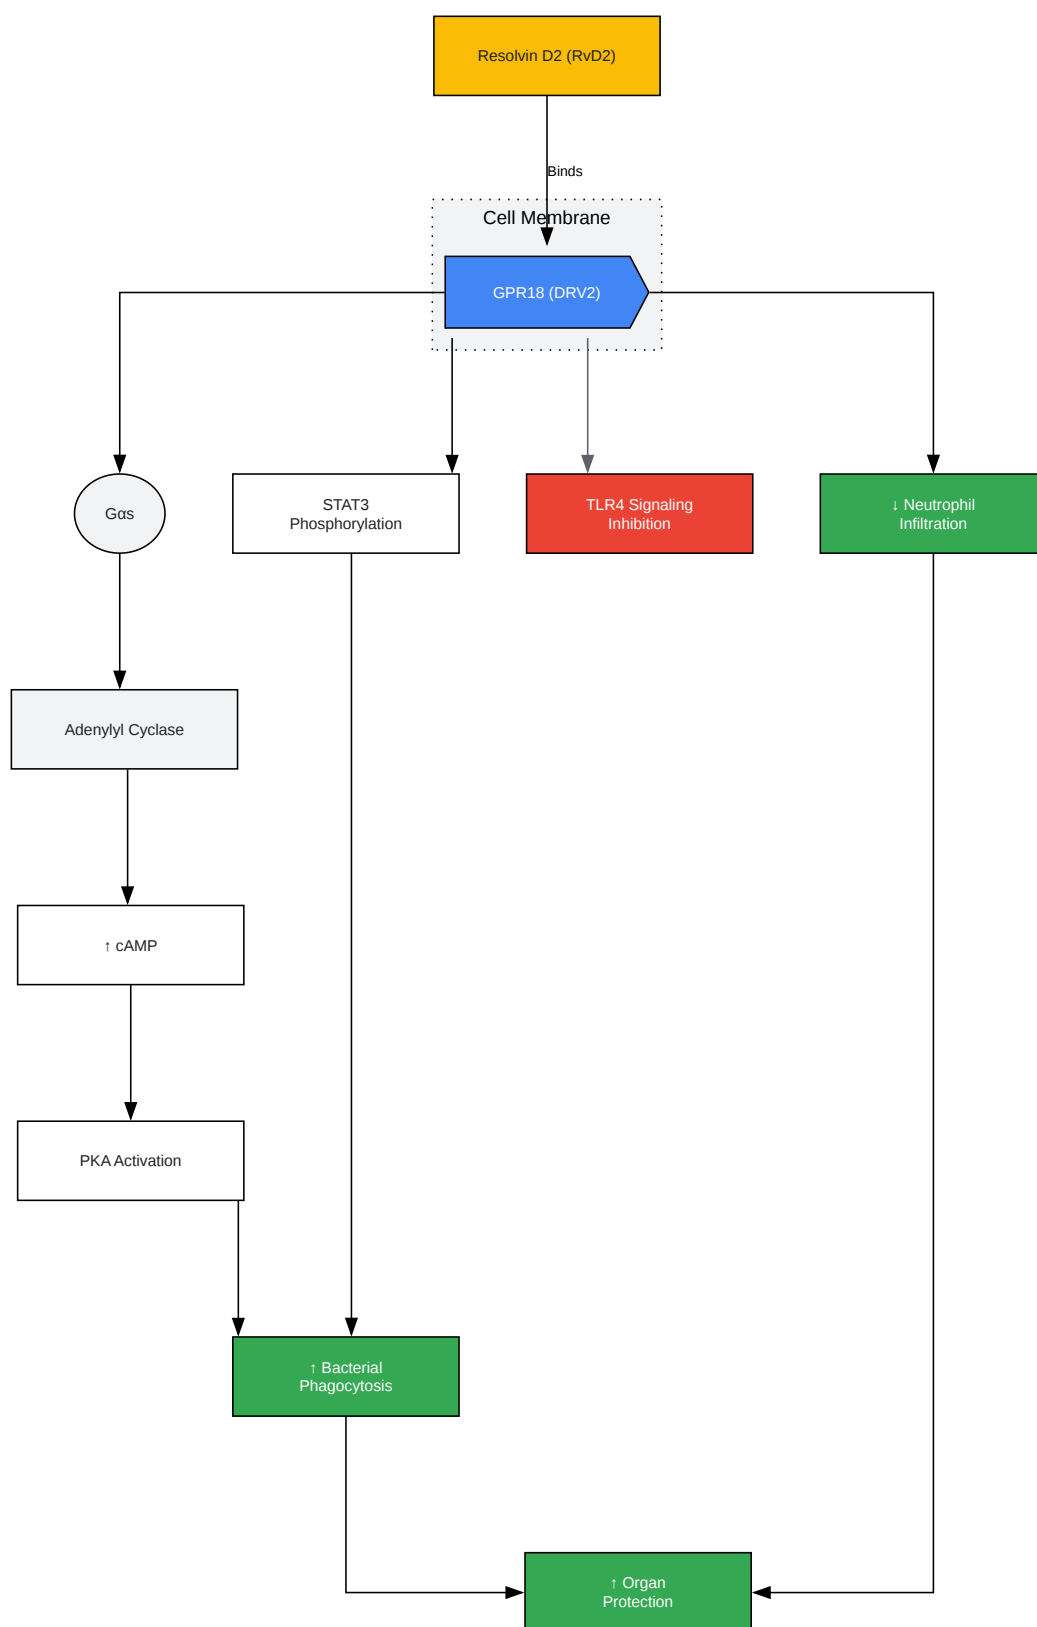 Resolvin D2 (RvD2)
Binds
Cell Membrane
GPR18 (DRV2)
Gαs
STAT3
Phosphorylation
TLR4 Signaling
Inhibition
↓ Neutrophil
Infiltration
Adenylyl Cyclase
↑ cAMP
PKA Activation
↑ Bacterial
Phagocytosis
↑ Organ
Protection